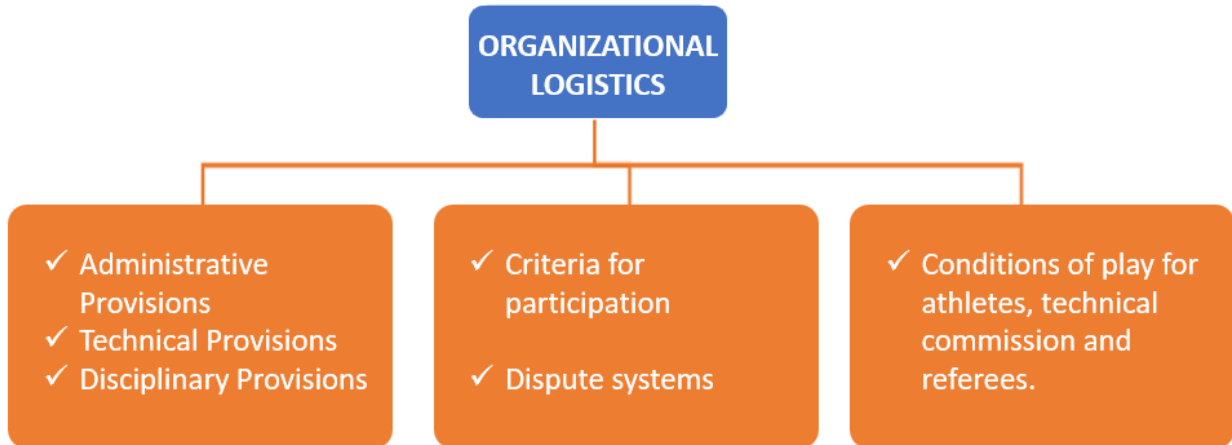 ORGANIZATIONAL
LOGISTICS
✓ Administrative
Provisions
✓ Technical Provisions
✓ Disciplinary Provisions
✓ Criteria for
participation
✓ Dispute systems
✓ Conditions of play for
athletes, technical
commission and
referees.